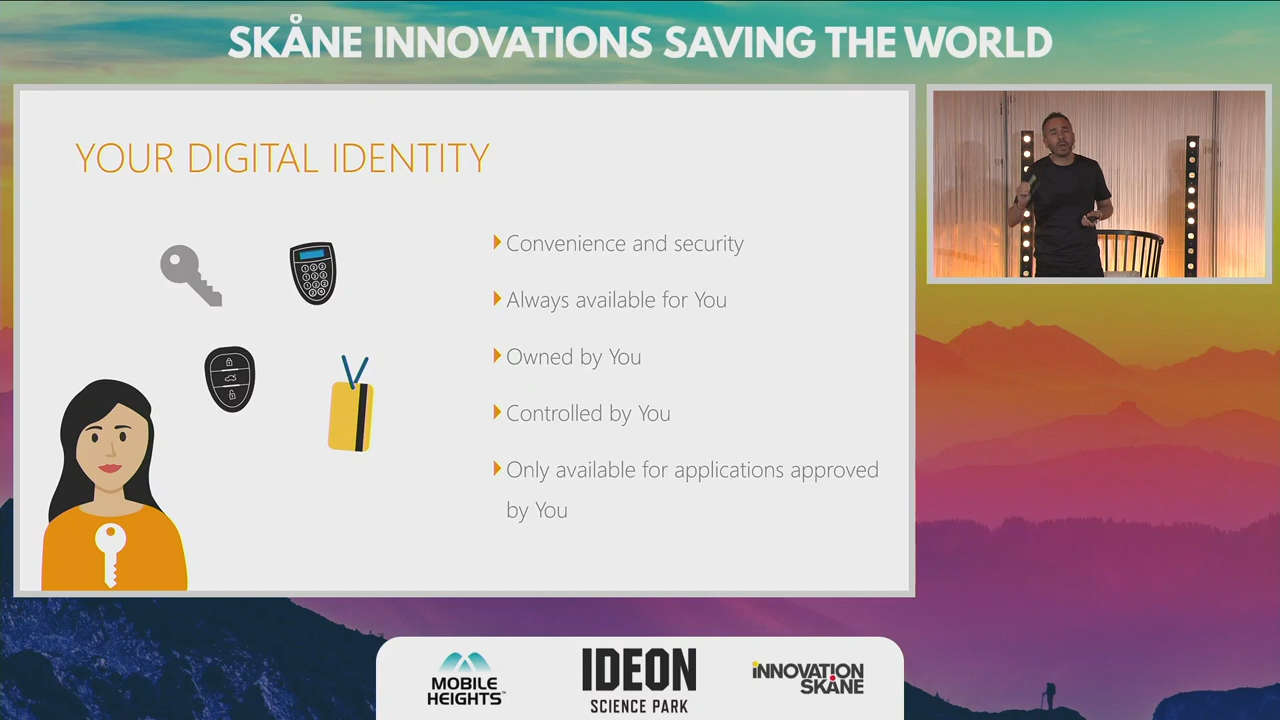 SKÅNE INNOVATIONS SAVING THE WORLD
YOUR DIGITAL IDENTITY
Convenience and security
Always available for You
Owned by You
Controlled by You
Only available for applications approved
by You
MOBILE
HEIGHTS™
IDEON
SCIENCE PARK
INNOVATION
SKÅNE